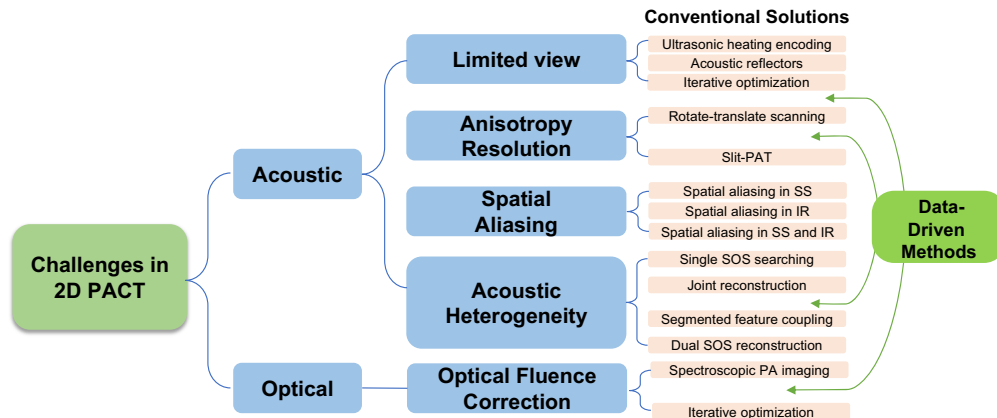 Conventional Solutions
Challenges in
2D PACT
Acoustic
Optical
Limited view
Anisotropy
Resolution
Spatial
Aliasing
Acoustic
Heterogeneity
Optical Fluence
Correction
Ultrasonic heating encoding
Acoustic reflectors
Iterative optimization
Rotate-translate scanning
Slit-PAT
Spatial aliasing in SS
Spatial aliasing in IR
Spatial aliasing in SS and IR
Single SOS searching
Joint reconstruction
Segmented feature coupling
Dual SOS reconstruction
Spectroscopic PA imaging
Iterative optimization
Data-
Driven
Methods